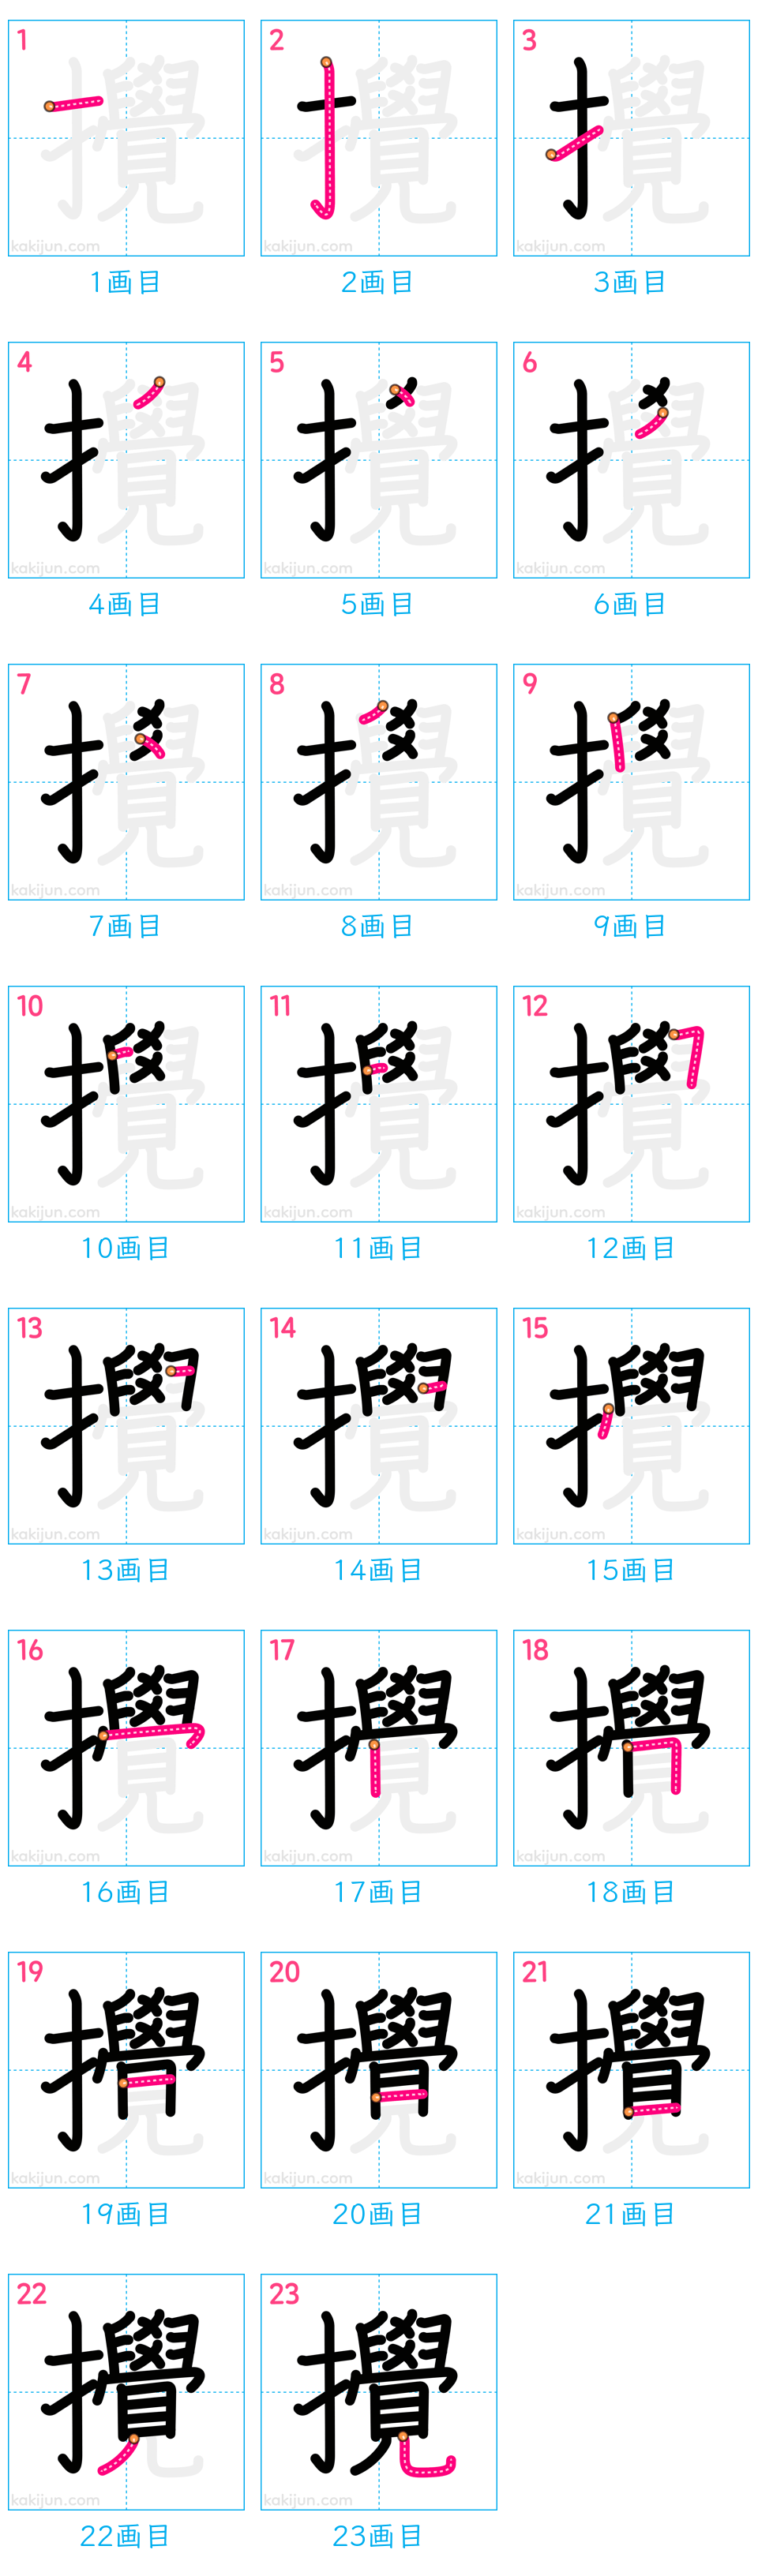 1 2 3
kakijun.com kakijun.com kakijun.com
1画目 2画目 3画目
4 5 6
kakijun.com kakijun.com kakijun.com
4画目 5画目 6画目
7 8 9
kakijun.com kakijun.com kakijun.com
7画目 8画目 9画目
10 11 12
kakijun.com kakijun.com kakijun.com
10画目 11画目 12画目
13 14 15
kakijun.com kakijun.com kakijun.com
13画目 14画目 15画目
16 17 18
攪
kakijun.com kakijun.com kakijun.com
16画目 17画目 18画目
19 20 21
攪 攪 攪
kakijun.com kakijun.com kakijun.com
19画目 20画目 21画目
22 23
攪 攪
kakijun.com kakijun.com
22画目 23画目